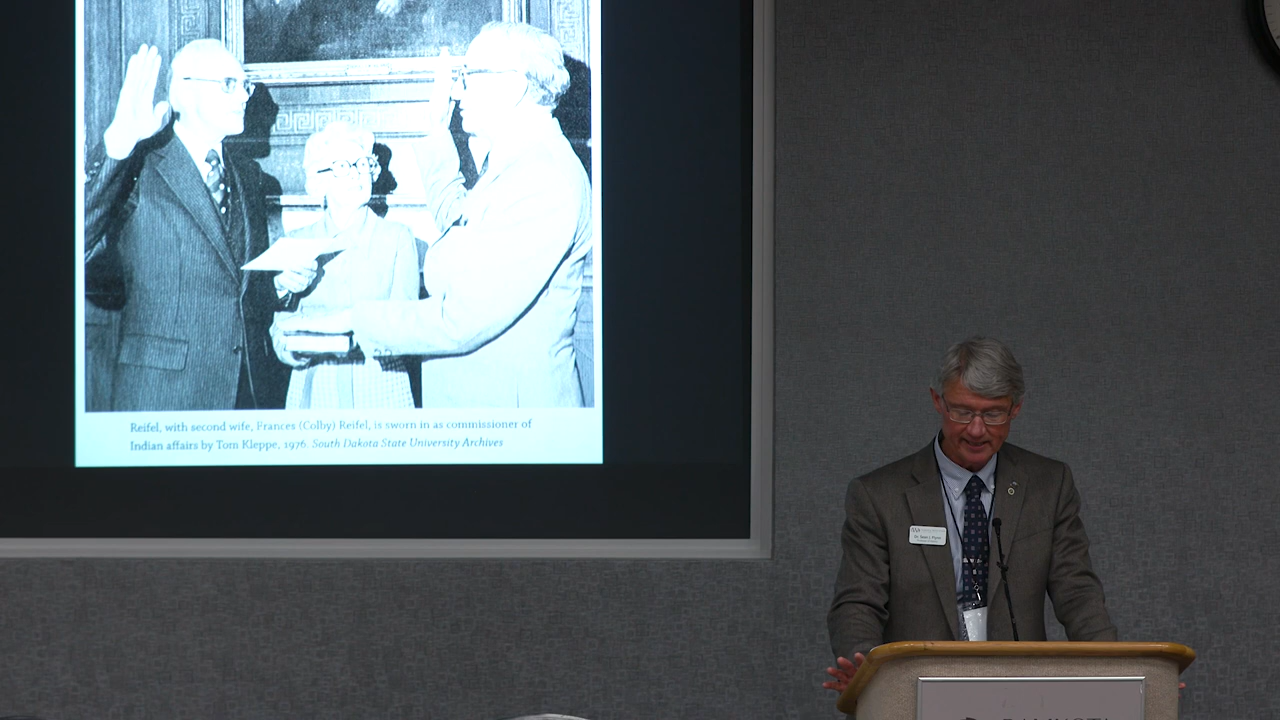 Reifel, with second wife, Frances (Colby) Reifel, is sworn in as commissioner of
Indian affairs by Tom Kleppe, 1976. South Dakota State University Archives